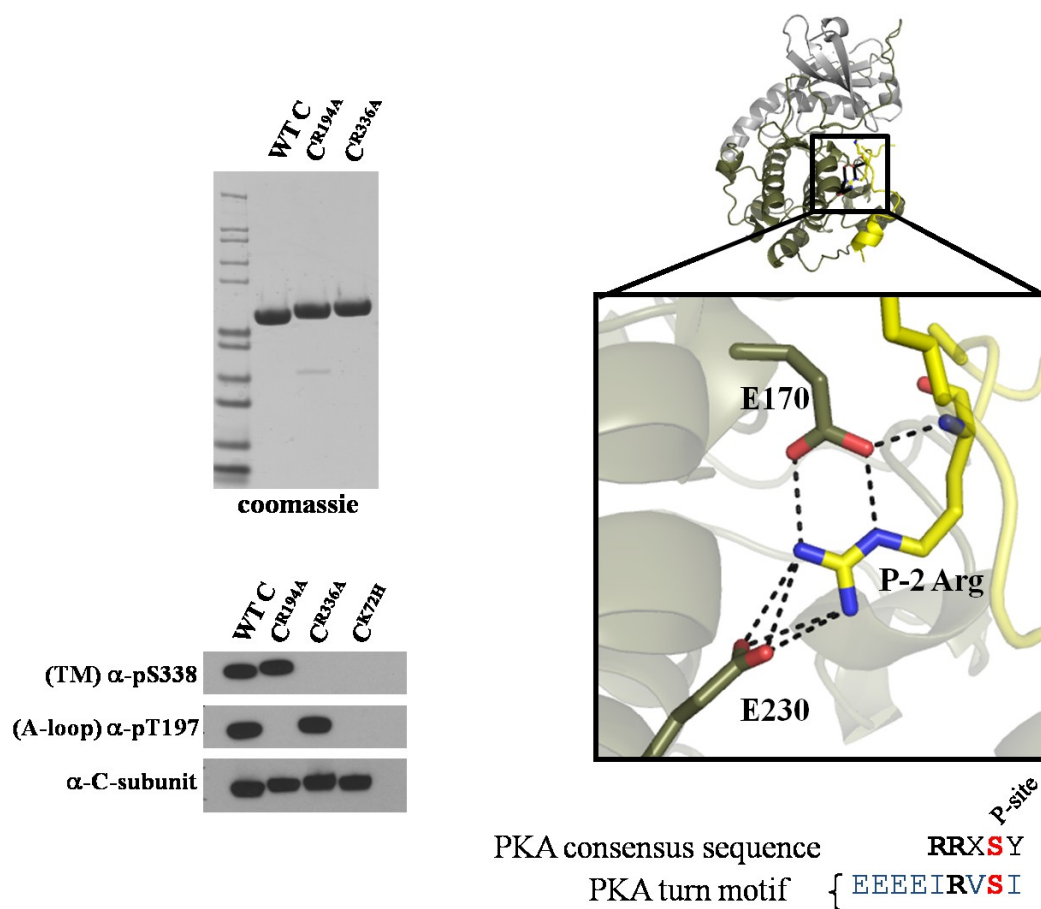 WT C
C^R194A
C^R336A
coomassie
WT C
C^R194A
C^R336A
C^K72H
(TM) α-pS338
(A-loop) α-pT197
α-C-subunit
E170
P-2 Arg
E230
P-site
PKA consensus sequence RRXSY
PKA turn motif { EEEEIRVSI